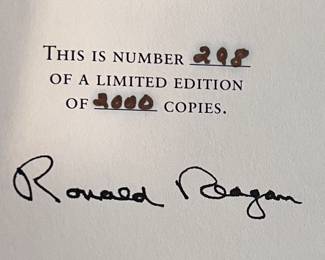 THIS IS NUMBER 298
OF A LIMITED EDITION
OF 2000 COPIES.
Ronald Reagan